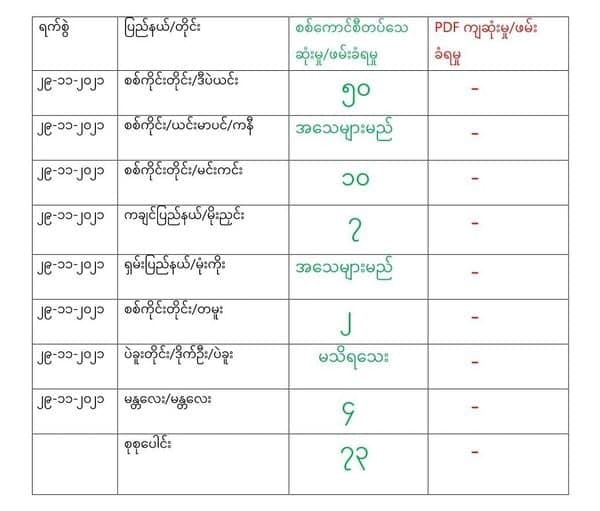 ရက်စွဲ ပြည်နယ်/တိုင်း စစ်ကောင်စီတပ်သေ PDF ကျဆုံးမှု/ဖမ်း
ဆုံးမှု/ဖမ်းခံရမှု ခံရမှု
၂၉-၁၁-၂၀၂၁ စစ်ကိုင်းတိုင်း/ဒီပဲယင်း ၅၀ -
၂၉-၁၁-၂၀၂၁ စစ်ကိုင်း/ယင်းမာပင်/ကနီ အသေများမည် -
၂၉-၁၁-၂၀၂၁ စစ်ကိုင်းတိုင်း/မင်းကင်း ၁၀ -
၂၉-၁၁-၂၀၂၁ ကချင်ပြည်နယ်/မိုးညှင်း ၇ -
၂၉-၁၁-၂၀၂၁ ရှမ်းပြည်နယ်/မုံးကိုး အသေများမည် -
၂၉-၁၁-၂၀၂၁ စစ်ကိုင်းတိုင်း/တမူး ၂ -
၂၉-၁၁-၂၀၂၁ ပဲခူးတိုင်း/ဒိုက်ဦး/ပဲခူး မသိရသေး -
၂၉-၁၁-၂၀၂၁ မန္တလေး/မန္တလေး ၄ -
စုစုပေါင်း ၇၃ -